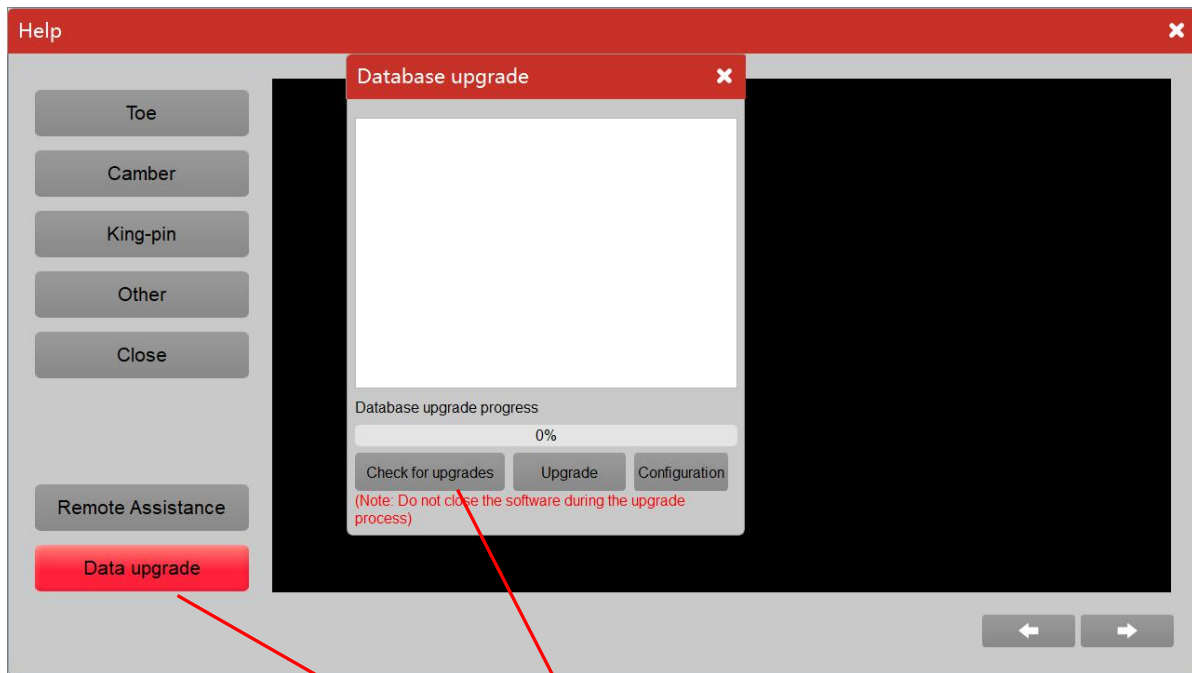 Help
Database upgrade
Toe
Camber
King-pin
Other
Close
Database upgrade progress
0%
Check for upgrades
Upgrade
Configuration
(Note: Do not close the software during the upgrade
process)
Remote Assistance
Data upgrade